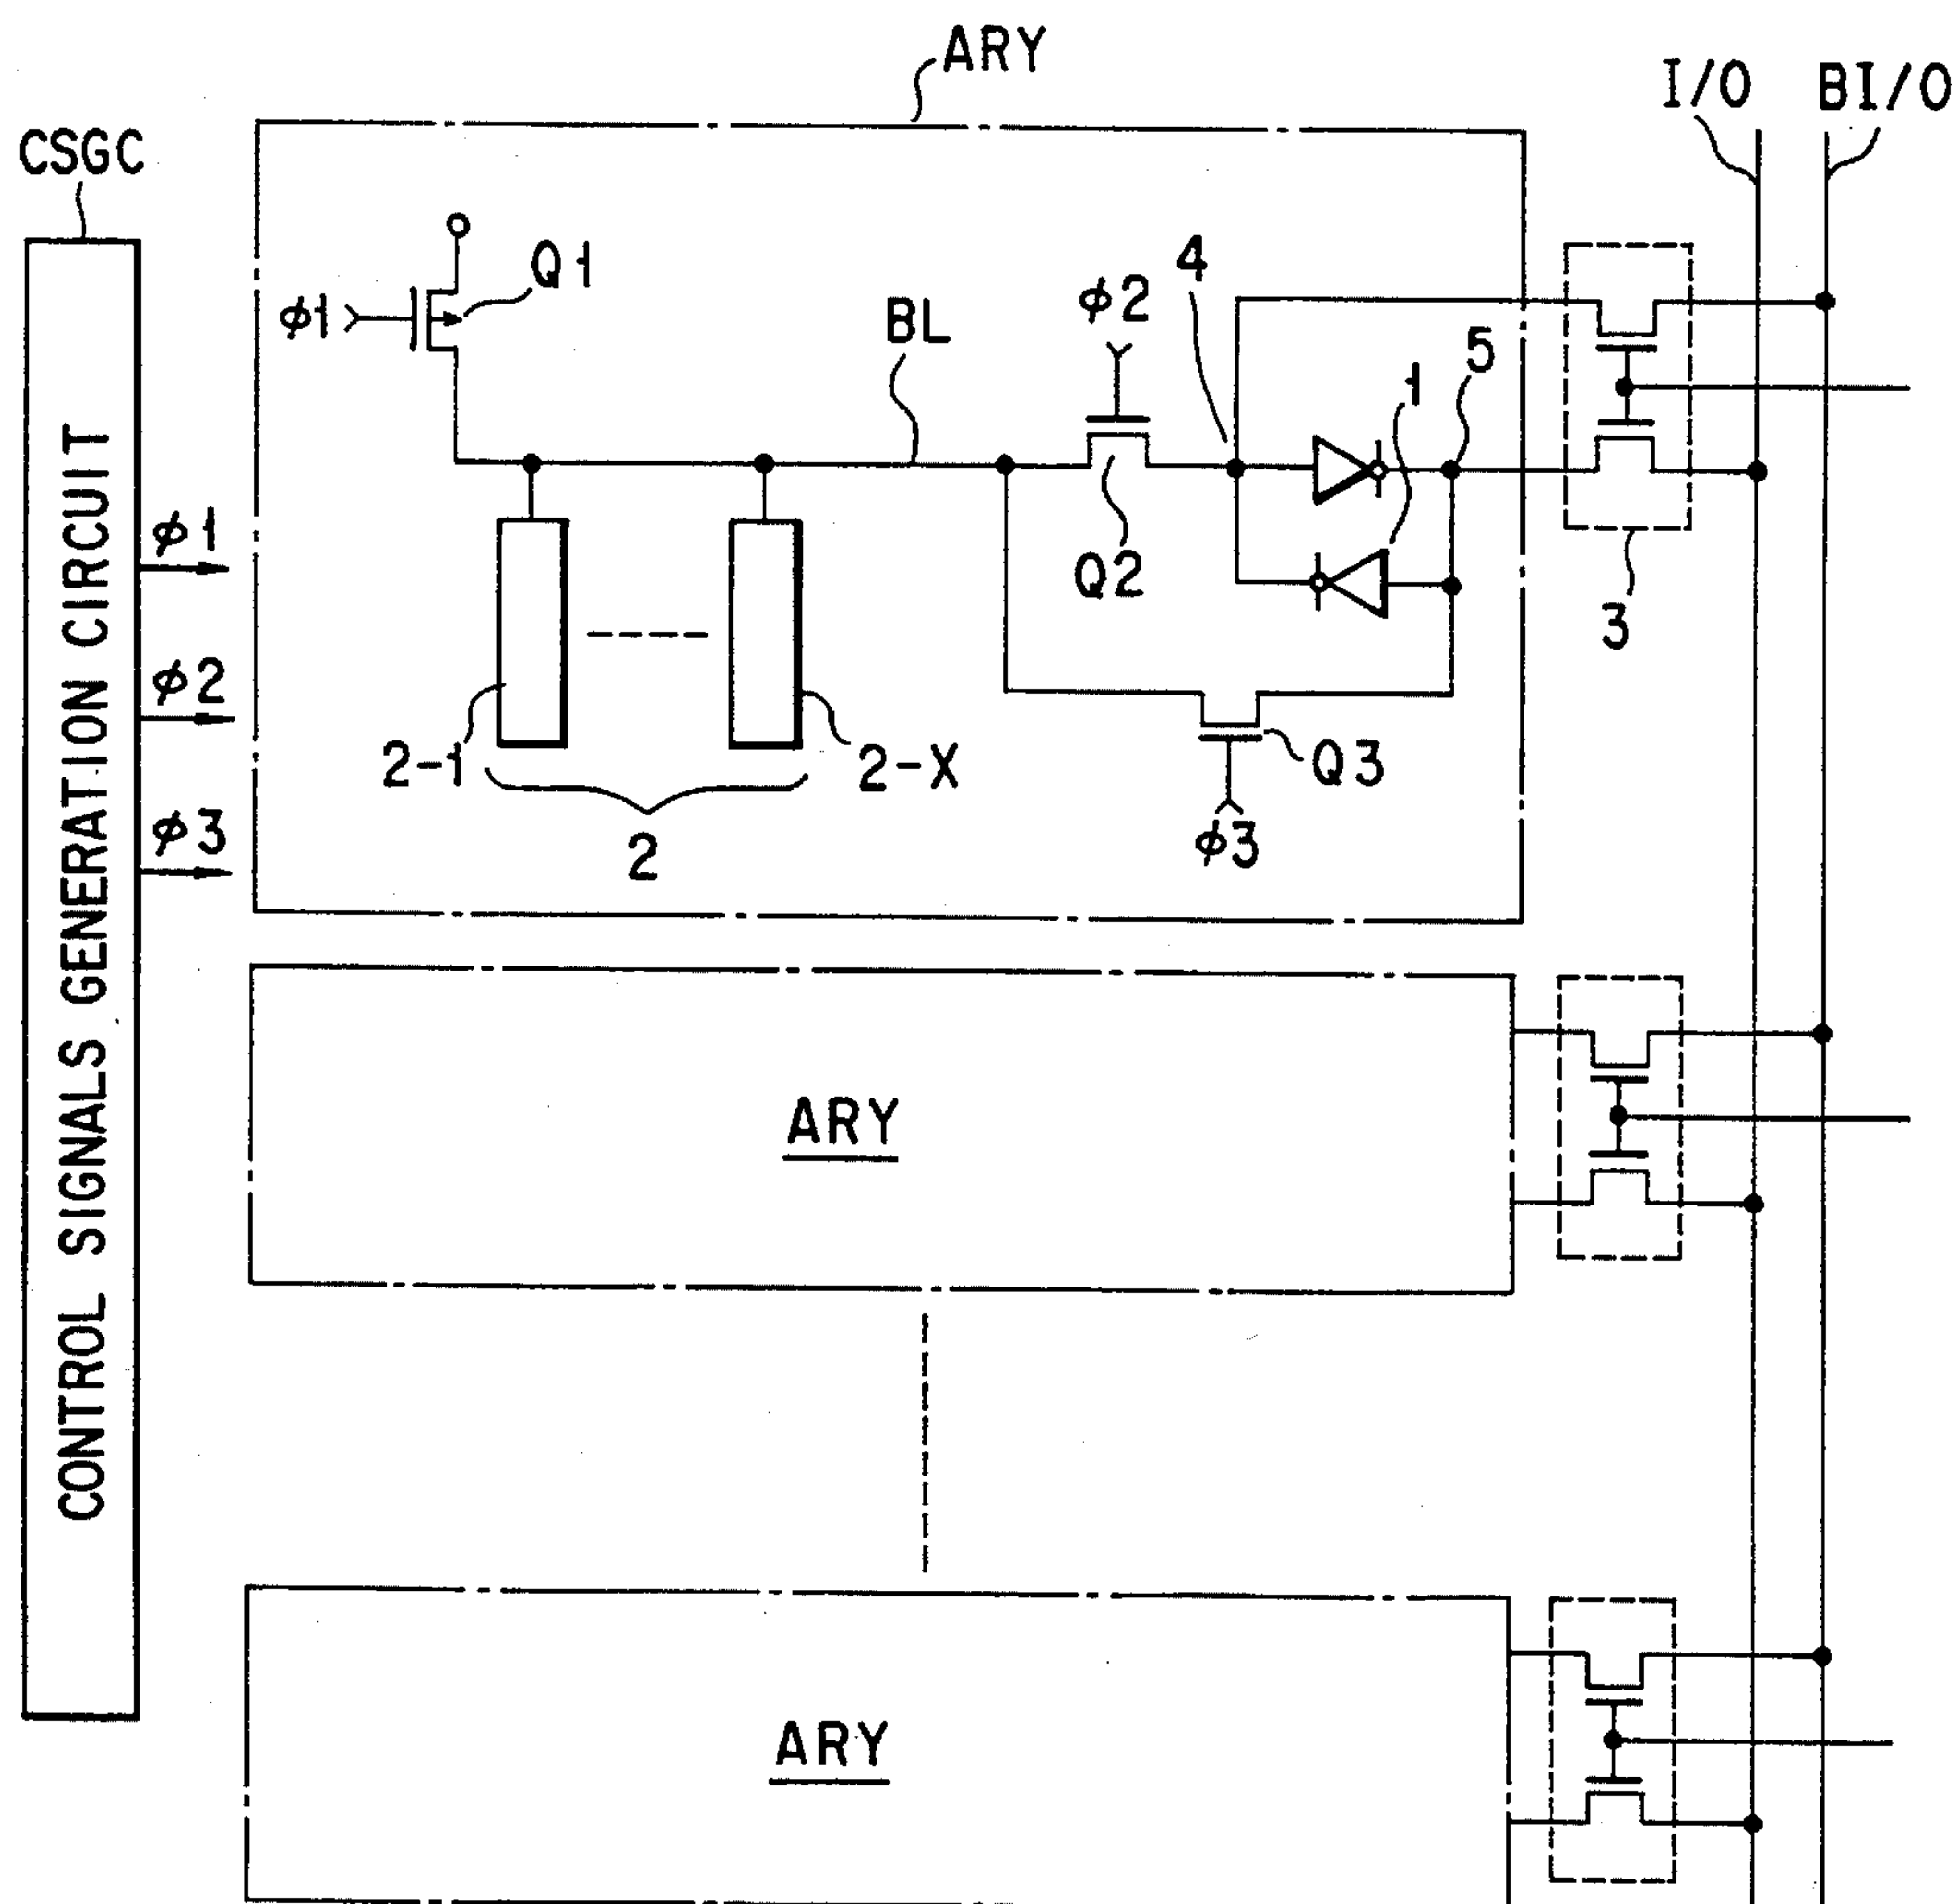 ARY
I/O
BI/O
CSGC
Q1
φ1
4
φ2
BL
5
1
Q2
3
CONTROL SIGNALS GENERATION CIRCUIT
φ1
φ2
φ3
2-1
2-X
2
Q3
φ3
ARY
ARY